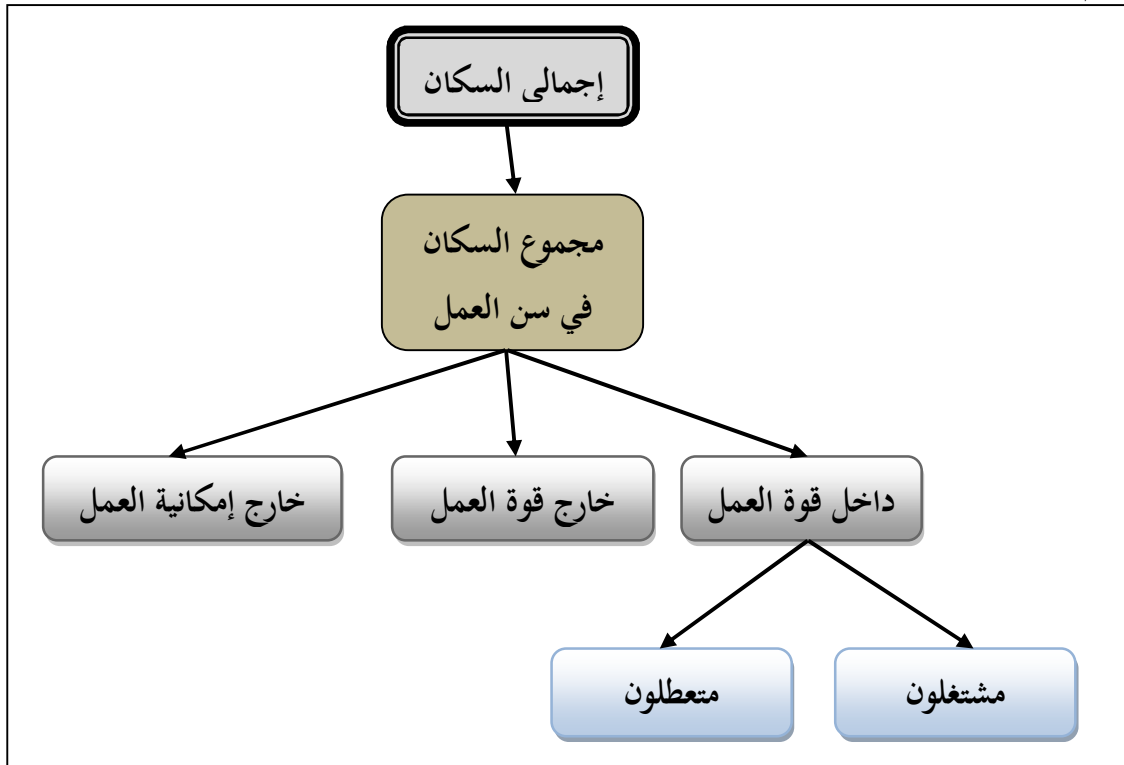 إجمالى السكان
مجموع السكان
في سن العمل
داخل قوة العمل
خارج قوة العمل
خارج إمكانية العمل
مشتغلون
متعطلون